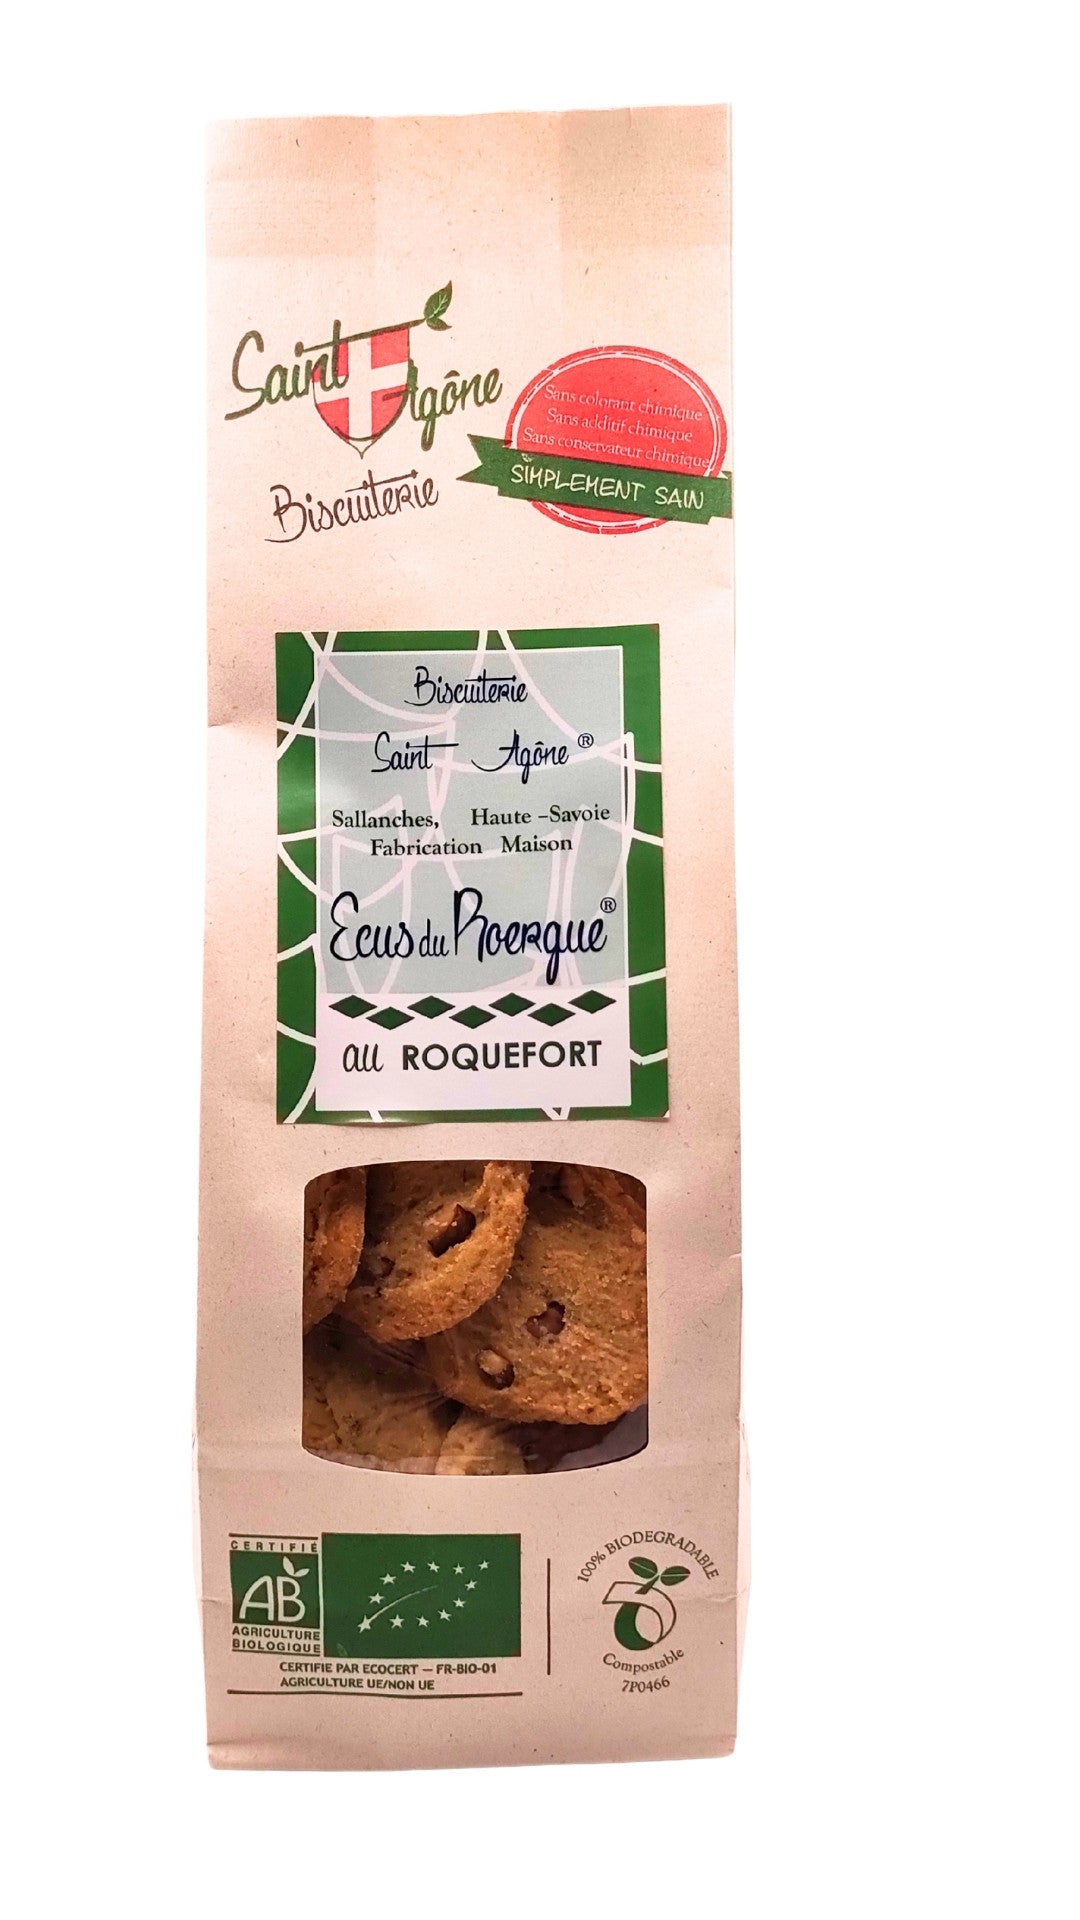 Saint Agône
Biscuiterie
Sans colorant chimique
Sans additif chimique
Sans conservateur chimique
SIMPLEMENT SAIN
Biscuiterie
Saint Agône ®
Sallanches, Haute -Savoie
Fabrication Maison
Ecus du Roergue®
au ROQUEFORT
CERTIFIÉ
AB
AGRICULTURE
BIOLOGIQUE
CERTIFIE PAR ECOCERT – FR-BIO-01
AGRICULTURE UE/NON UE
100% BIODEGRADABLE
Compostable
7P0466